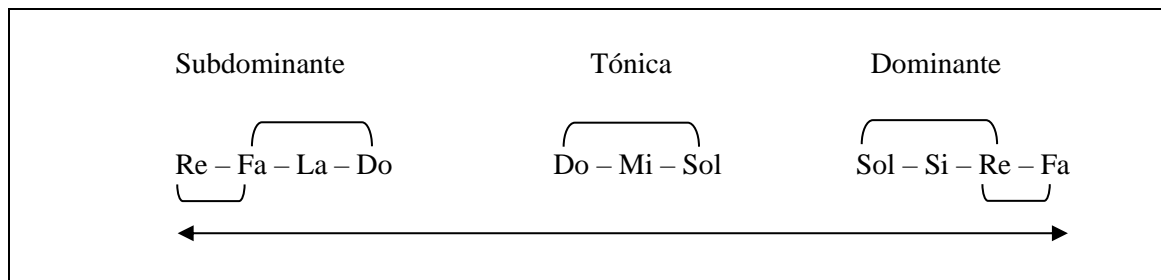 Subdominante Tónica Dominante
Re – Fa – La – Do Do – Mi – Sol Sol – Si – Re – Fa